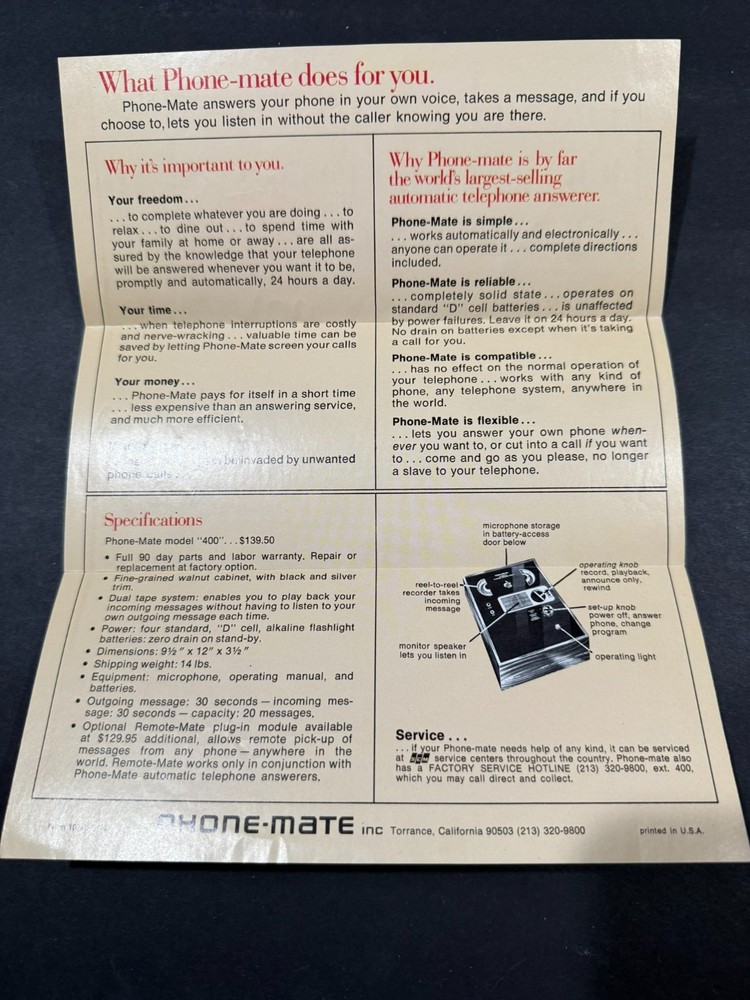 What Phone-mate does for you.
Phone-Mate answers your phone in your own voice, takes a message, and if you
choose to, lets you listen in without the caller knowing you are there.
Why it's important to you.
Your freedom...
... to complete whatever you are doing ... to
relax ... to dine out ... to spend time with
your family at home or away ... are all as-
sured by the knowledge that your telephone
will be answered whenever you want it to be,
promptly and automatically, 24 hours a day.
Your time...
... when telephone interruptions are costly
and nerve-wracking ... valuable time can be
saved by letting Phone-Mate screen your calls
for you.
Your money...
... Phone-Mate pays for itself in a short time
... less expensive than an answering service,
and much more efficient.
be invaded by unwanted
phone calls ...
Why Phone-mate is by far
the world's largest-selling
automatic telephone answerer.
Phone-Mate is simple...
... works automatically and electronically ...
anyone can operate it ... complete directions
included.
Phone-Mate is reliable...
... completely solid state ... operates on
standard "D" cell batteries ... is unaffected
by power failures. Leave it on 24 hours a day.
No drain on batteries except when it's taking
a call for you.
Phone-Mate is compatible...
... has no effect on the normal operation of
your telephone ... works with any kind of
phone, any telephone system, anywhere in
the world.
Phone-Mate is flexible...
... lets you answer your own phone when-
ever you want to, or cut into a call if you want
to ... come and go as you please, no longer
a slave to your telephone.
Specifications
Phone-Mate model "400"... $139.50
• Full 90 day parts and labor warranty. Repair or
replacement at factory option.
• Fine-grained walnut cabinet, with black and silver
trim.
• Dual tape system: enables you to play back your
incoming messages without having to listen to your
own outgoing message each time.
• Power: four standard, "D" cell, alkaline flashlight
batteries: zero drain on stand-by.
• Dimensions: 9½" x 12" x 3½"
• Shipping weight: 14 lbs.
• Equipment: microphone, operating manual, and
batteries.
• Outgoing message: 30 seconds — incoming mes-
sage: 30 seconds — capacity: 20 messages.
• Optional Remote-Mate plug-in module available
at $129.95 additional, allows remote pick-up of
messages from any phone — anywhere in the
world. Remote-Mate works only in conjunction with
Phone-Mate automatic telephone answerers.
microphone storage
in battery-access
door below
operating knob
record, playback,
announce only,
rewind
reel-to-reel
recorder takes
incoming
message
set-up knob
power off, answer
phone, change
program
monitor speaker
lets you listen in
operating light
Service ...
... if your Phone-mate needs help of any kind, it can be serviced
at service centers throughout the country. Phone-mate also
has a FACTORY SERVICE HOTLINE (213) 320-9800, ext. 400,
which you may call direct and collect.
PHONE-MATE inc Torrance, California 90503 (213) 320-9800
printed in U.S.A.